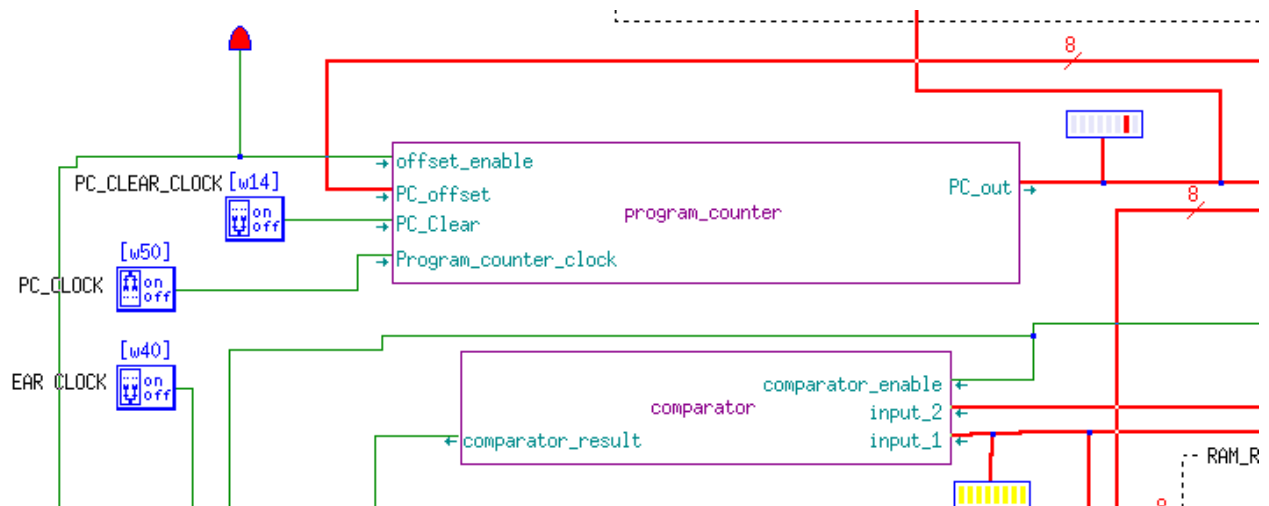 8
offset_enable
PC_CLEAR_CLOCK [w14]
PC_offset
PC_out
8
on
off
program_counter
PC_Clear
[w50]
Program_counter_clock
PC_CLOCK
on
off
[w40]
EAR CLOCK
on
off
comparator_enable
comparator
input_2
comparator_result
input_1
RAM_R